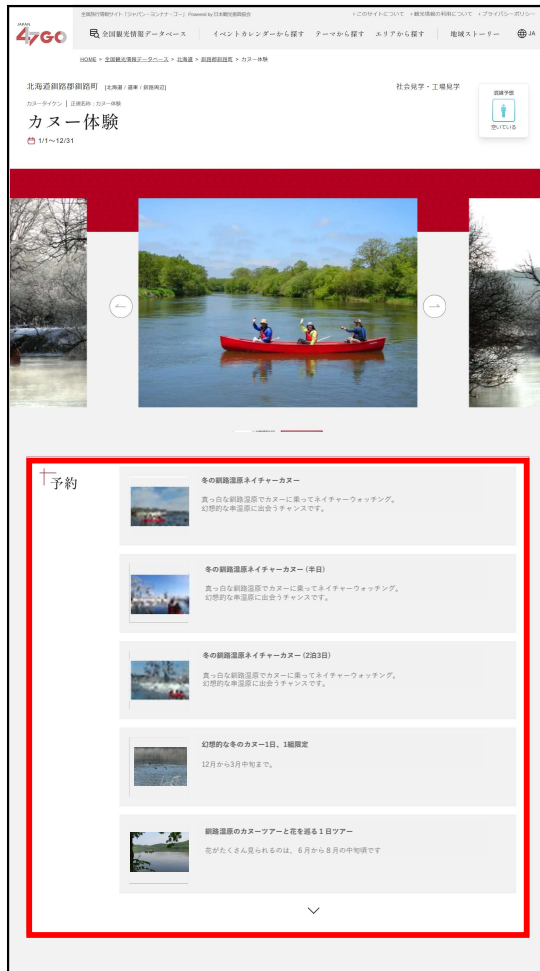 全国旅行情報サイト「ジャパン・ヨンナナ・ゴー」 Powered by 日本観光振興協会
このサイトについて
観光情報の利用について
プライバシーポリシー
JAPAN
47GO
全国観光情報データベース
イベントカレンダーから探す
テーマから探す
エリアから探す
地域ストーリー
JA
HOME > 全国観光情報データベース > 北海道 > 釧路郡釧路町 > カヌー体験
北海道釧路郡釧路町 [北海道 / 道東 / 釧路周辺]
社会見学・工場見学
カヌータイケン | 正規名称 : カヌー体験
カヌー体験
1/1〜12/31
混雑予想
空いている
予約
冬の釧路湿原ネイチャーカヌー
真っ白な釧路湿原でカヌーに乗ってネイチャーウォッチング。
幻想的な串湿原に出会うチャンスです。
冬の釧路湿原ネイチャーカヌー (半日)
真っ白な釧路湿原でカヌーに乗ってネイチャーウォッチング。
幻想的な串湿原に出会うチャンスです。
冬の釧路湿原ネイチャーカヌー (2泊3日)
真っ白な釧路湿原でカヌーに乗ってネイチャーウォッチング。
幻想的な串湿原に出会うチャンスです。
幻想的な冬のカヌー1日、1組限定
12月から3月中旬まで。
釧路湿原のカヌーツアーと花を巡る１日ツアー
花がたくさん見られるのは、６月から８月の中旬頃です